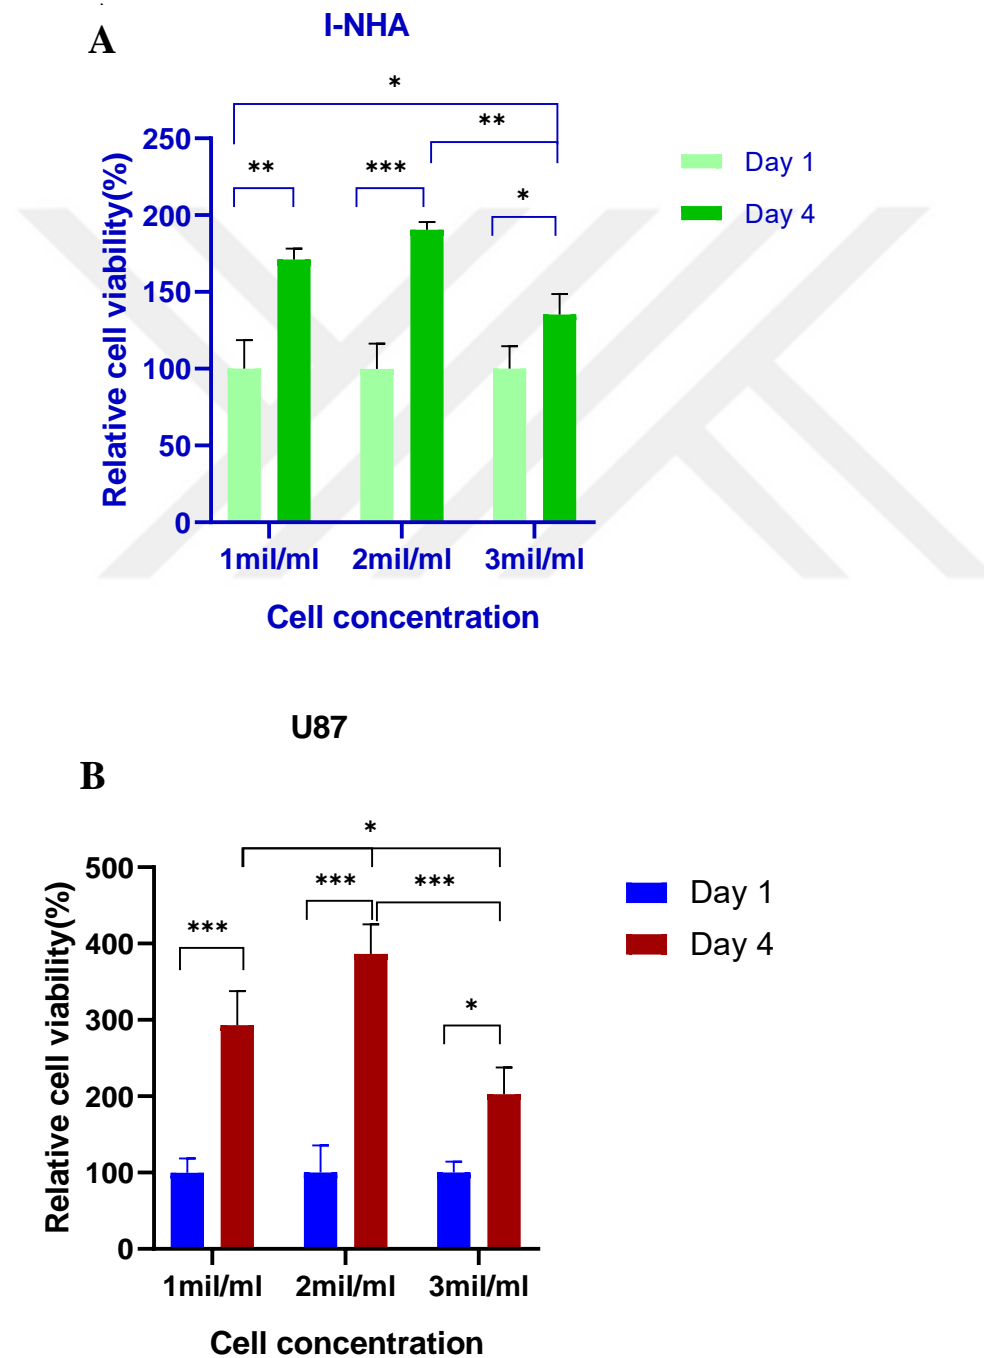 I-NHA
A
*
**
250
**
***
Day 1
*
Day 4
200
150
100
50
0
Relative cell viability(%)
1mil/ml 2mil/ml 3mil/ml
Cell concentration
U87
B
*
500
***
***
Day 1
***
Day 4
400
*
300
200
100
0
Relative cell viability(%)
1mil/ml 2mil/ml 3mil/ml
Cell concentration